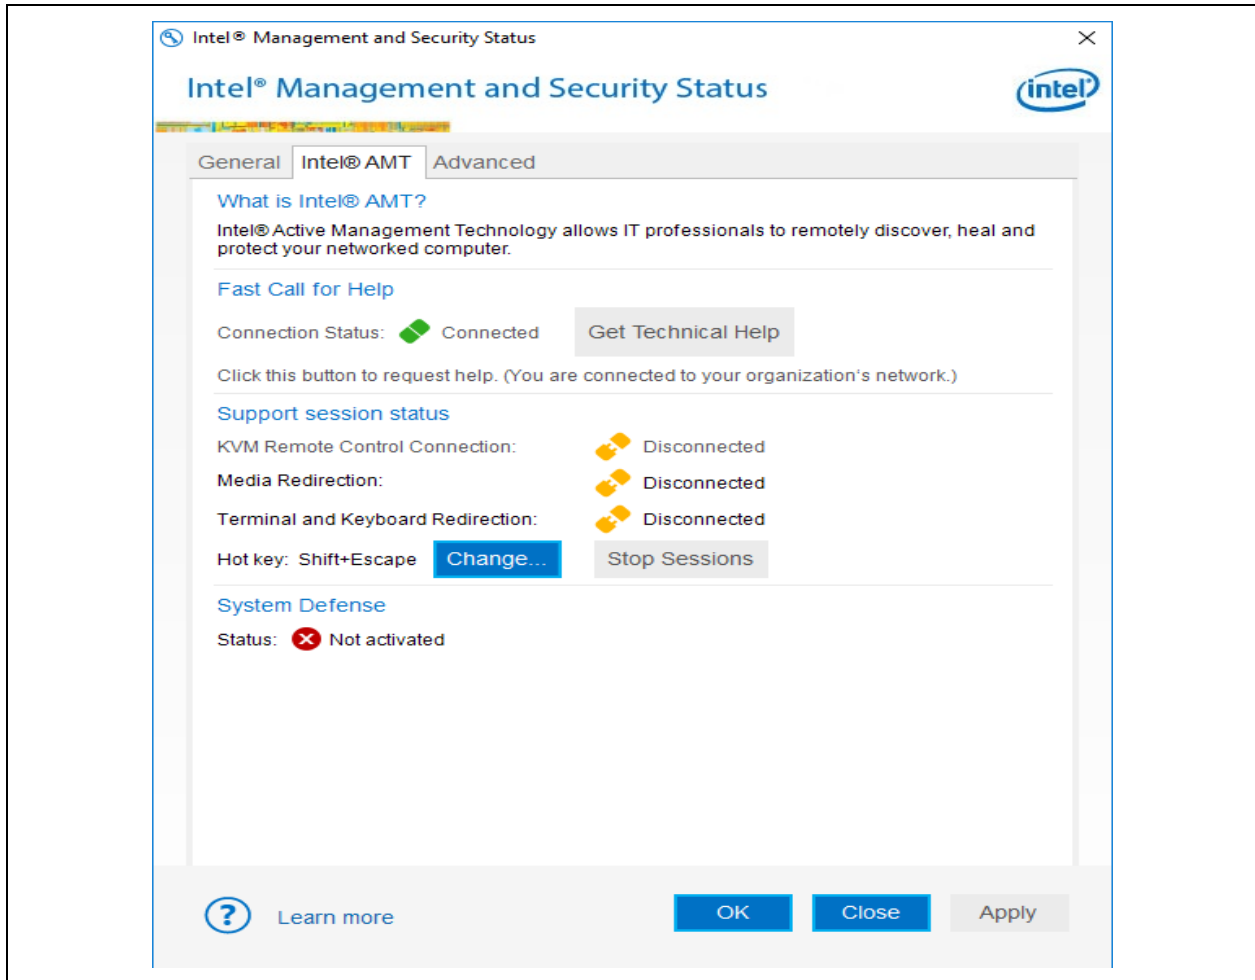 Intel® Management and Security Status
Intel® Management and Security Status
intel
General Intel® AMT Advanced
What is Intel® AMT?
Intel® Active Management Technology allows IT professionals to remotely discover, heal and
protect your networked computer.
Fast Call for Help
Connection Status: Connected Get Technical Help
Click this button to request help. (You are connected to your organization's network.)
Support session status
KVM Remote Control Connection: Disconnected
Media Redirection: Disconnected
Terminal and Keyboard Redirection: Disconnected
Hot key: Shift+Escape Change... Stop Sessions
System Defense
Status: Not activated
? Learn more OK Close Apply